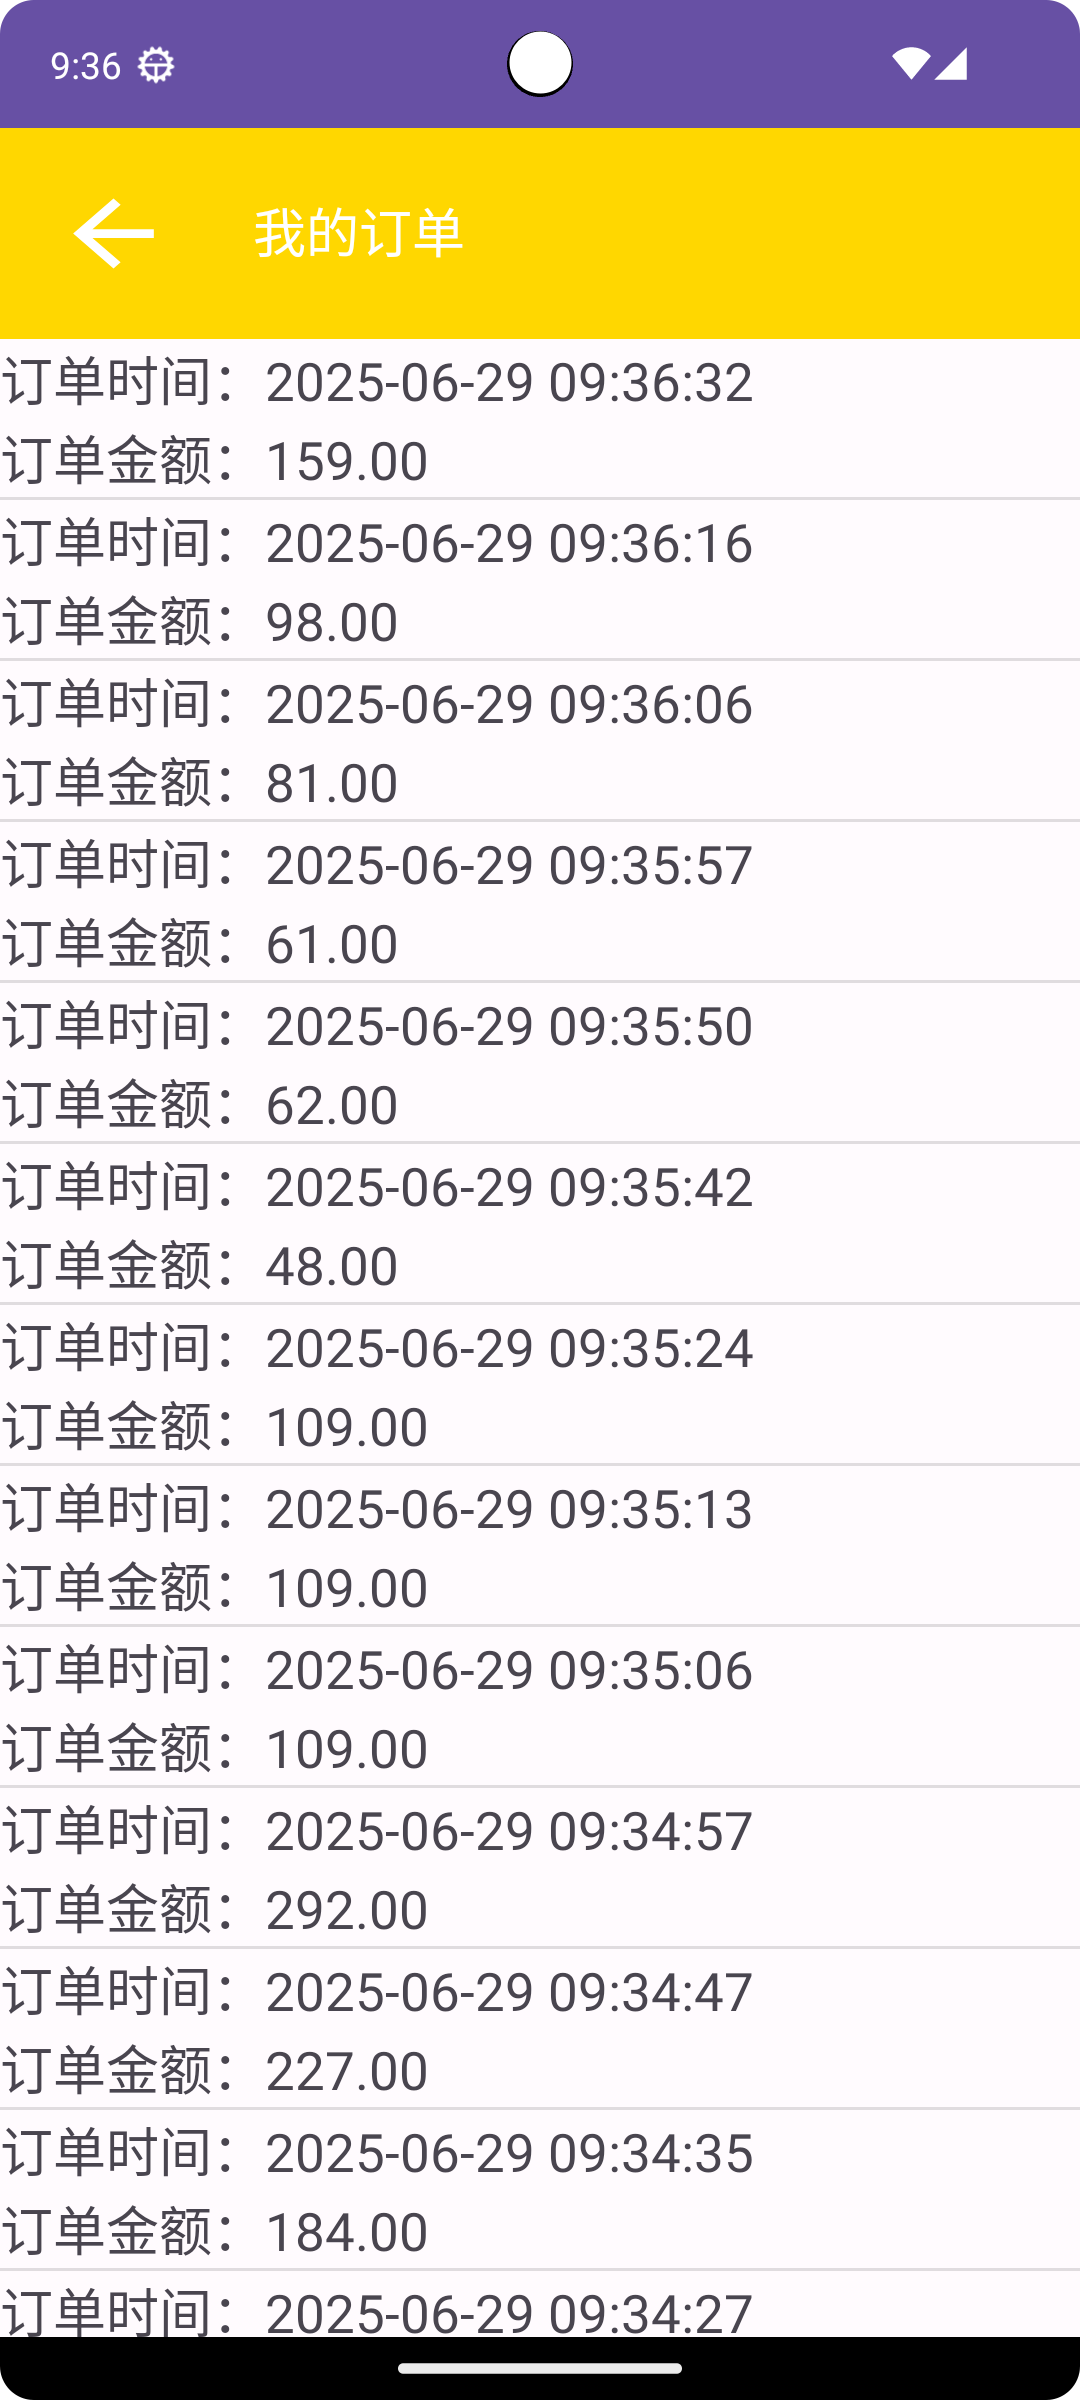 9:36
我的订单
订单时间：2025-06-29 09:36:32
订单金额：159.00
订单时间：2025-06-29 09:36:16
订单金额：98.00
订单时间：2025-06-29 09:36:06
订单金额：81.00
订单时间：2025-06-29 09:35:57
订单金额：61.00
订单时间：2025-06-29 09:35:50
订单金额：62.00
订单时间：2025-06-29 09:35:42
订单金额：48.00
订单时间：2025-06-29 09:35:24
订单金额：109.00
订单时间：2025-06-29 09:35:13
订单金额：109.00
订单时间：2025-06-29 09:35:06
订单金额：109.00
订单时间：2025-06-29 09:34:57
订单金额：292.00
订单时间：2025-06-29 09:34:47
订单金额：227.00
订单时间：2025-06-29 09:34:35
订单金额：184.00
订单时间：2025-06-29 09:34:27